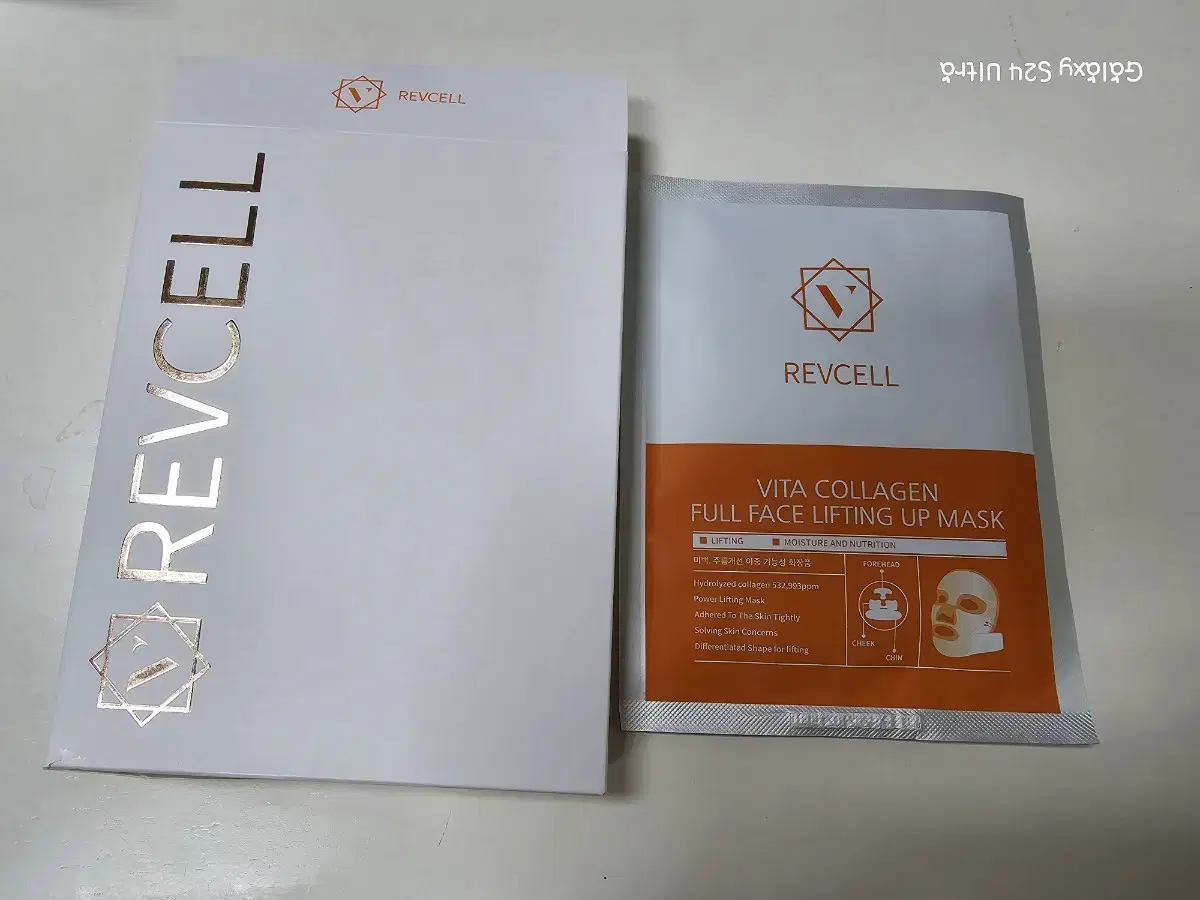 REVCELL
REVCELL
Galaxy S24 Ultra
REVCELL
VITA COLLAGEN
FULL FACE LIFTING UP MASK
LIFTING
MOISTURE AND NUTRITION
미백, 주름개선 이중 기능성 화장품
Hydrolyzed collagen 532,993ppm
Power Lifting Mask
Adhered To The Skin Tightly
Solving Skin Concerns
Differentiated Shape for lifting
FOREHEAD
CHEEK
CHIN